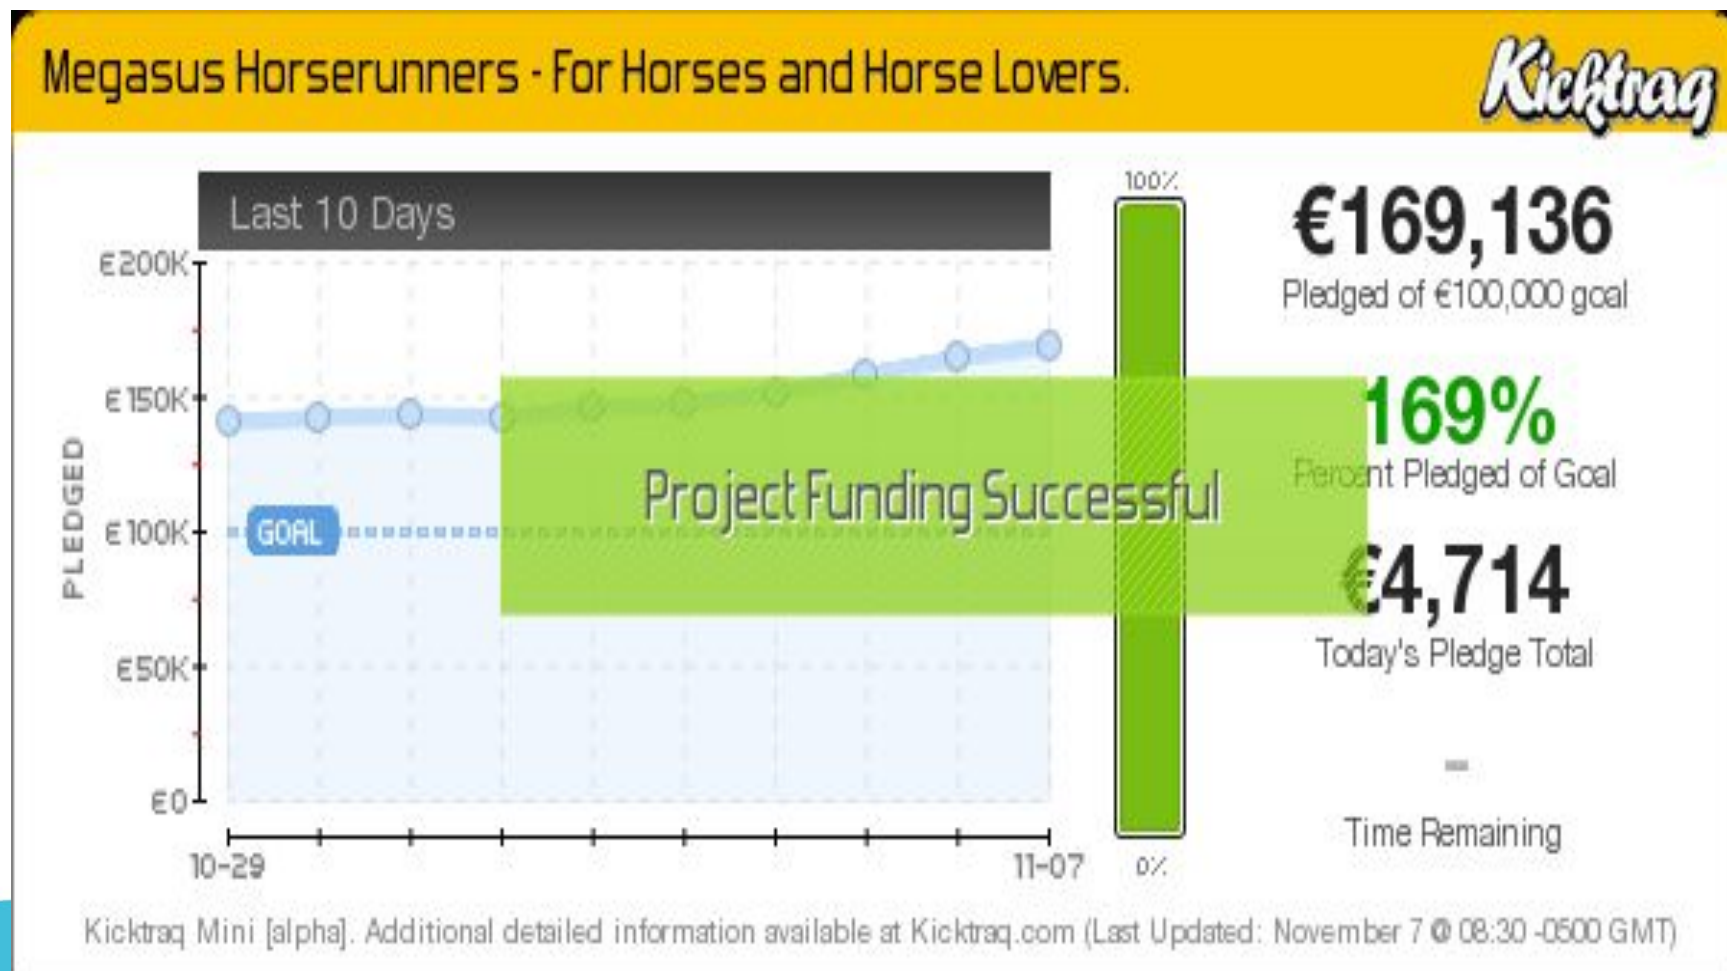 Megasus Horserunners - For Horses and Horse Lovers.
Kicktraq
Last 10 Days
€200K
€150K
€100K
€50K
€0
PLEDGED
GOAL
10-29
11-07
100%
0%
Project Funding Successful
€169,136
Pledged of €100,000 goal
169%
Percent Pledged of Goal
€4,714
Today's Pledge Total
-
Time Remaining
Kicktraq Mini [alpha]. Additional detailed information available at Kicktraq.com (Last Updated: November 7 @ 08:30 -0500 GMT)